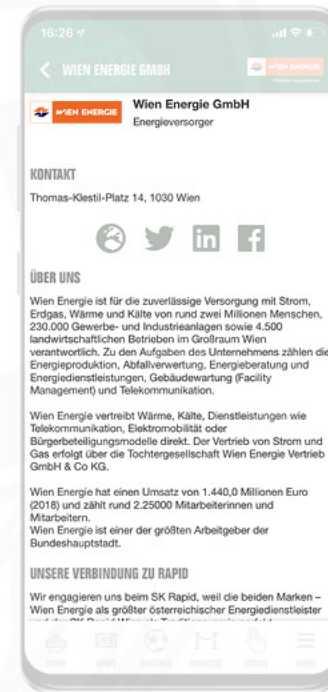 16:26
WIEN ENERGIE GMBH
WIEN ENERGIE
WIEN ENERGIE
Wien Energie GmbH
Energieversorger
KONTAKT
Thomas-Klestil-Platz 14, 1030 Wien
ÜBER UNS
Wien Energie ist für die zuverlässige Versorgung mit Strom,
Erdgas, Wärme und Kälte von rund zwei Millionen Menschen,
230.000 Gewerbe- und Industrieanlagen sowie 4.500
landwirtschaftlichen Betrieben im Großraum Wien
verantwortlich. Zu den Aufgaben des Unternehmens zählen die
Energieproduktion, Abfallverwertung, Energieberatung und
Energiedienstleistungen, Gebäudewartung (Facility
Management) und Telekommunikation.
Wien Energie vertreibt Wärme, Kälte, Dienstleistungen wie
Telekommunikation, Elektromobilität oder
Bürgerbeteiligungsmodelle direkt. Der Vertrieb von Strom und
Gas erfolgt über die Tochtergesellschaft Wien Energie Vertrieb
GmbH & Co KG.
Wien Energie hat einen Umsatz von 1.440,0 Millionen Euro
(2018) und zählt rund 2.25000 Mitarbeiterinnen und
Mitarbeitern.
Wien Energie ist einer der größten Arbeitgeber der
Bundeshauptstadt.
UNSERE VERBINDUNG ZU RAPID
Wir engagieren uns beim SK Rapid, weil die beiden Marken –
Wien Energie als größter österreichischer Energiedienstleister